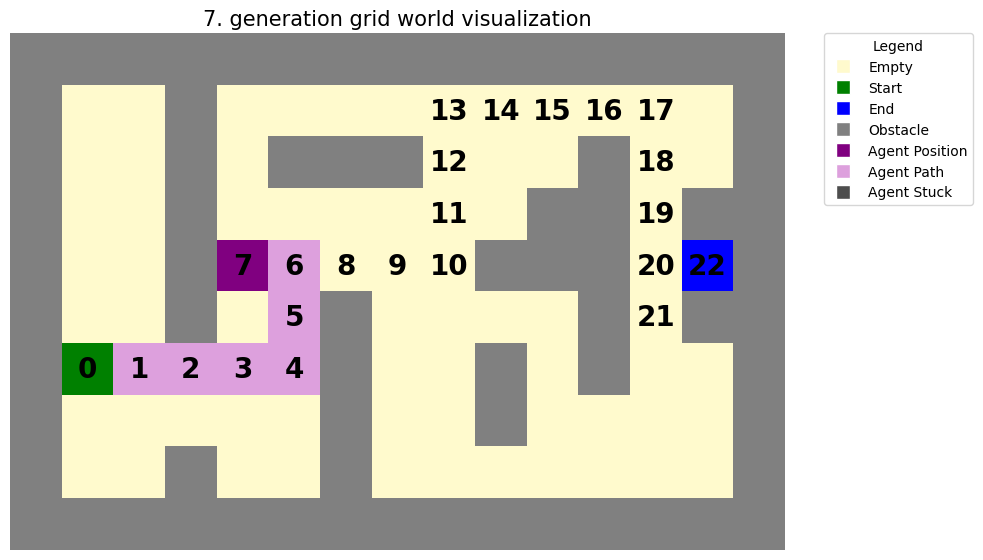 7. generation grid world visualization
Legend
Empty
Start
End
Obstacle
Agent Position
Agent Path
Agent Stuck
13 14 15 16 17
12 18
11 19
7 6 8 9 10 20 22
5 21
0 1 2 3 4